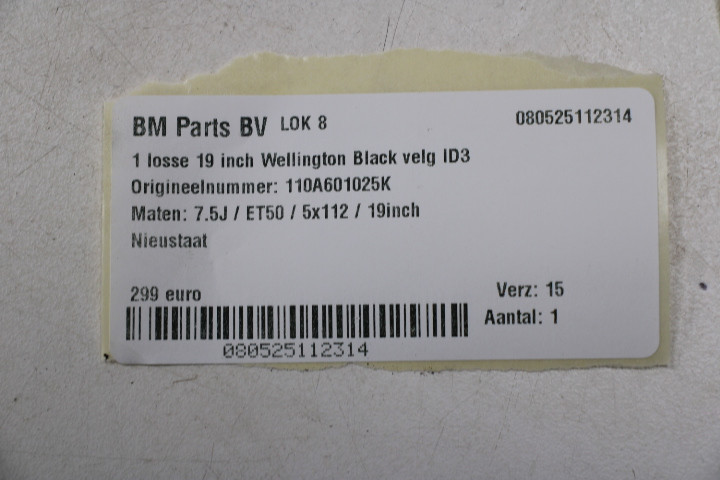 BM Parts BV LOK 8 080525112314
1 losse 19 inch Wellington Black velg ID3
Origineelnummer: 110A601025K
Maten: 7.5J / ET50 / 5x112 / 19inch
Nieustaat
299 euro Verz: 15
Aantal: 1
080525112314